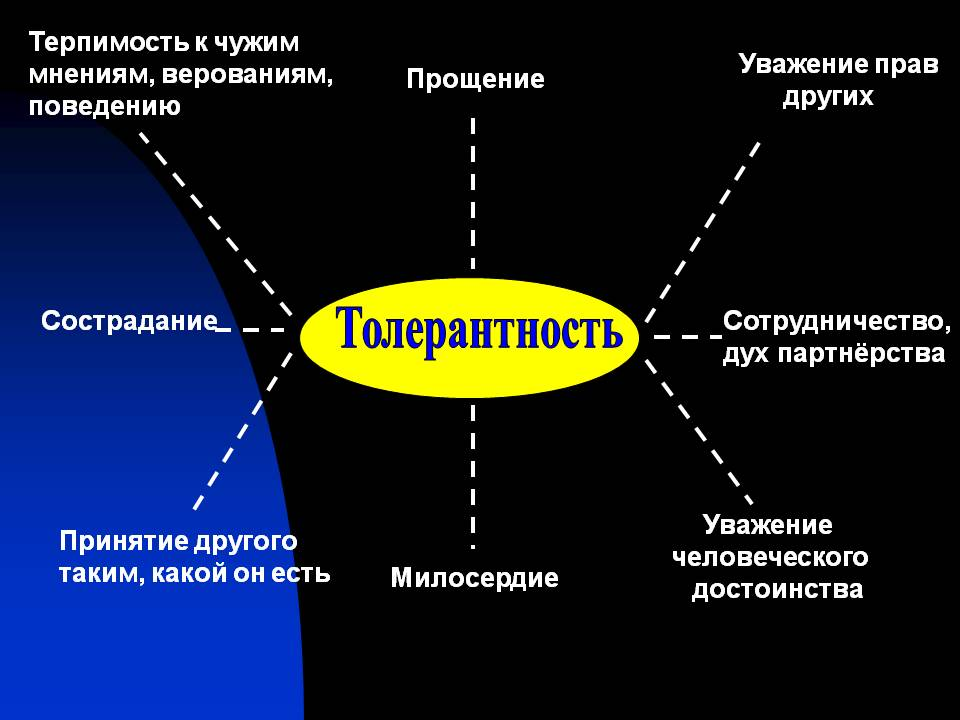 Терпимость к чужим
мнениям, верованиям,
поведению
Прощение
Уважение прав
других
Сострадание
Толерантность
Сотрудничество,
дух партнёрства
Принятие другого
таким, какой он есть
Милосердие
Уважение
человеческого
достоинства